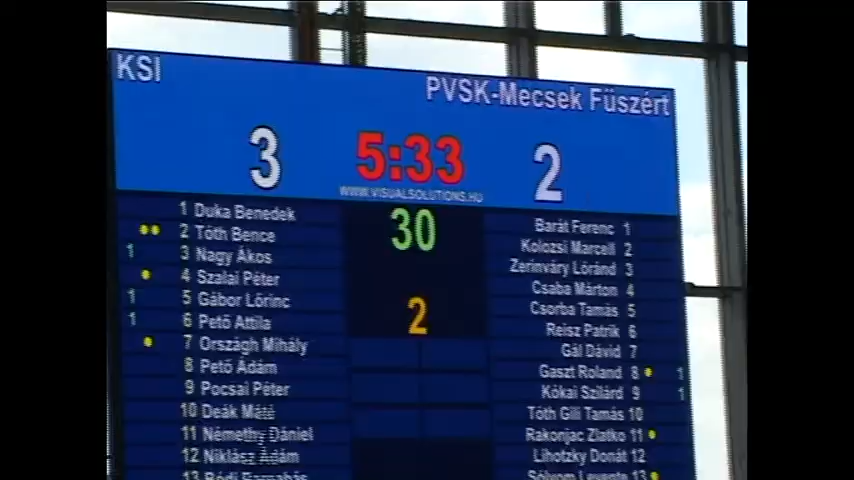 KSI
PVSK-Mecsek Füszért
3 5:33 2
WWW.VISUALSOLUTIONS.HU
30
2
1 Duka Benedek
2 Tóth Bence
1 3 Nagy Ákos
4 Szalai Péter
1 5 Gábor Lőrinc
1 6 Pető Attila
7 Országh Mihály
8 Pető Ádám
9 Pocsai Péter
10 Deák Máté
11 Némethy Dániel
12 Niklász Ádám
13
Barát Ferenc 1
Kolozsi Marcell 2
Zerinváry Lóránd 3
Csaba Márton 4
Csorba Tamás 5
Reisz Patrik 6
Gál Dávid 7
Gaszt Roland 8 1
Kókai Szilárd 9 1
Tóth Gili Tamás 10
Rakonjac Zlatko 11
Lihotzky Donát 12
Sólyom Levente 13